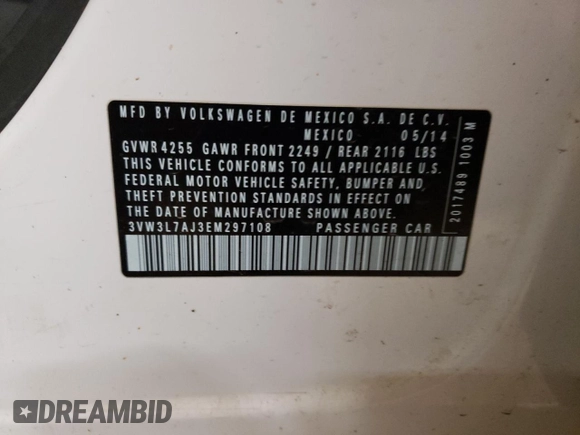 MFD BY VOLKSWAGEN DE MEXICO S.A. DE C.V.
MEXICO 05/14
GVWR 4255 GAWR FRONT 2249 / REAR 2116 LBS
THIS VEHICLE CONFORMS TO ALL APPLICABLE U.S.
FEDERAL MOTOR VEHICLE SAFETY, BUMPER AND
THEFT PREVENTION STANDARDS IN EFFECT ON
THE DATE OF MANUFACTURE SHOWN ABOVE.
3VW3L7AJ3EM297108 PASSENGER CAR
2017489 1003 M
DREAMBID